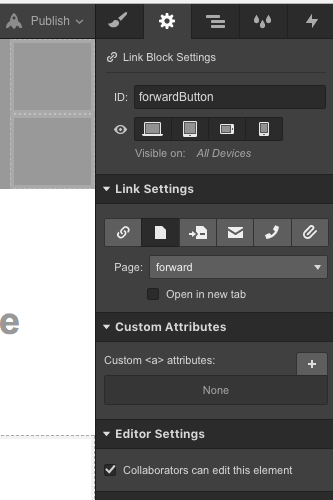 Publish
Link Block Settings
ID: forwardButton
Visible on: All Devices
Link Settings
Page: forward
Open in new tab
e
Custom Attributes
Custom <a> attributes:
+
None
Editor Settings
Collaborators can edit this element